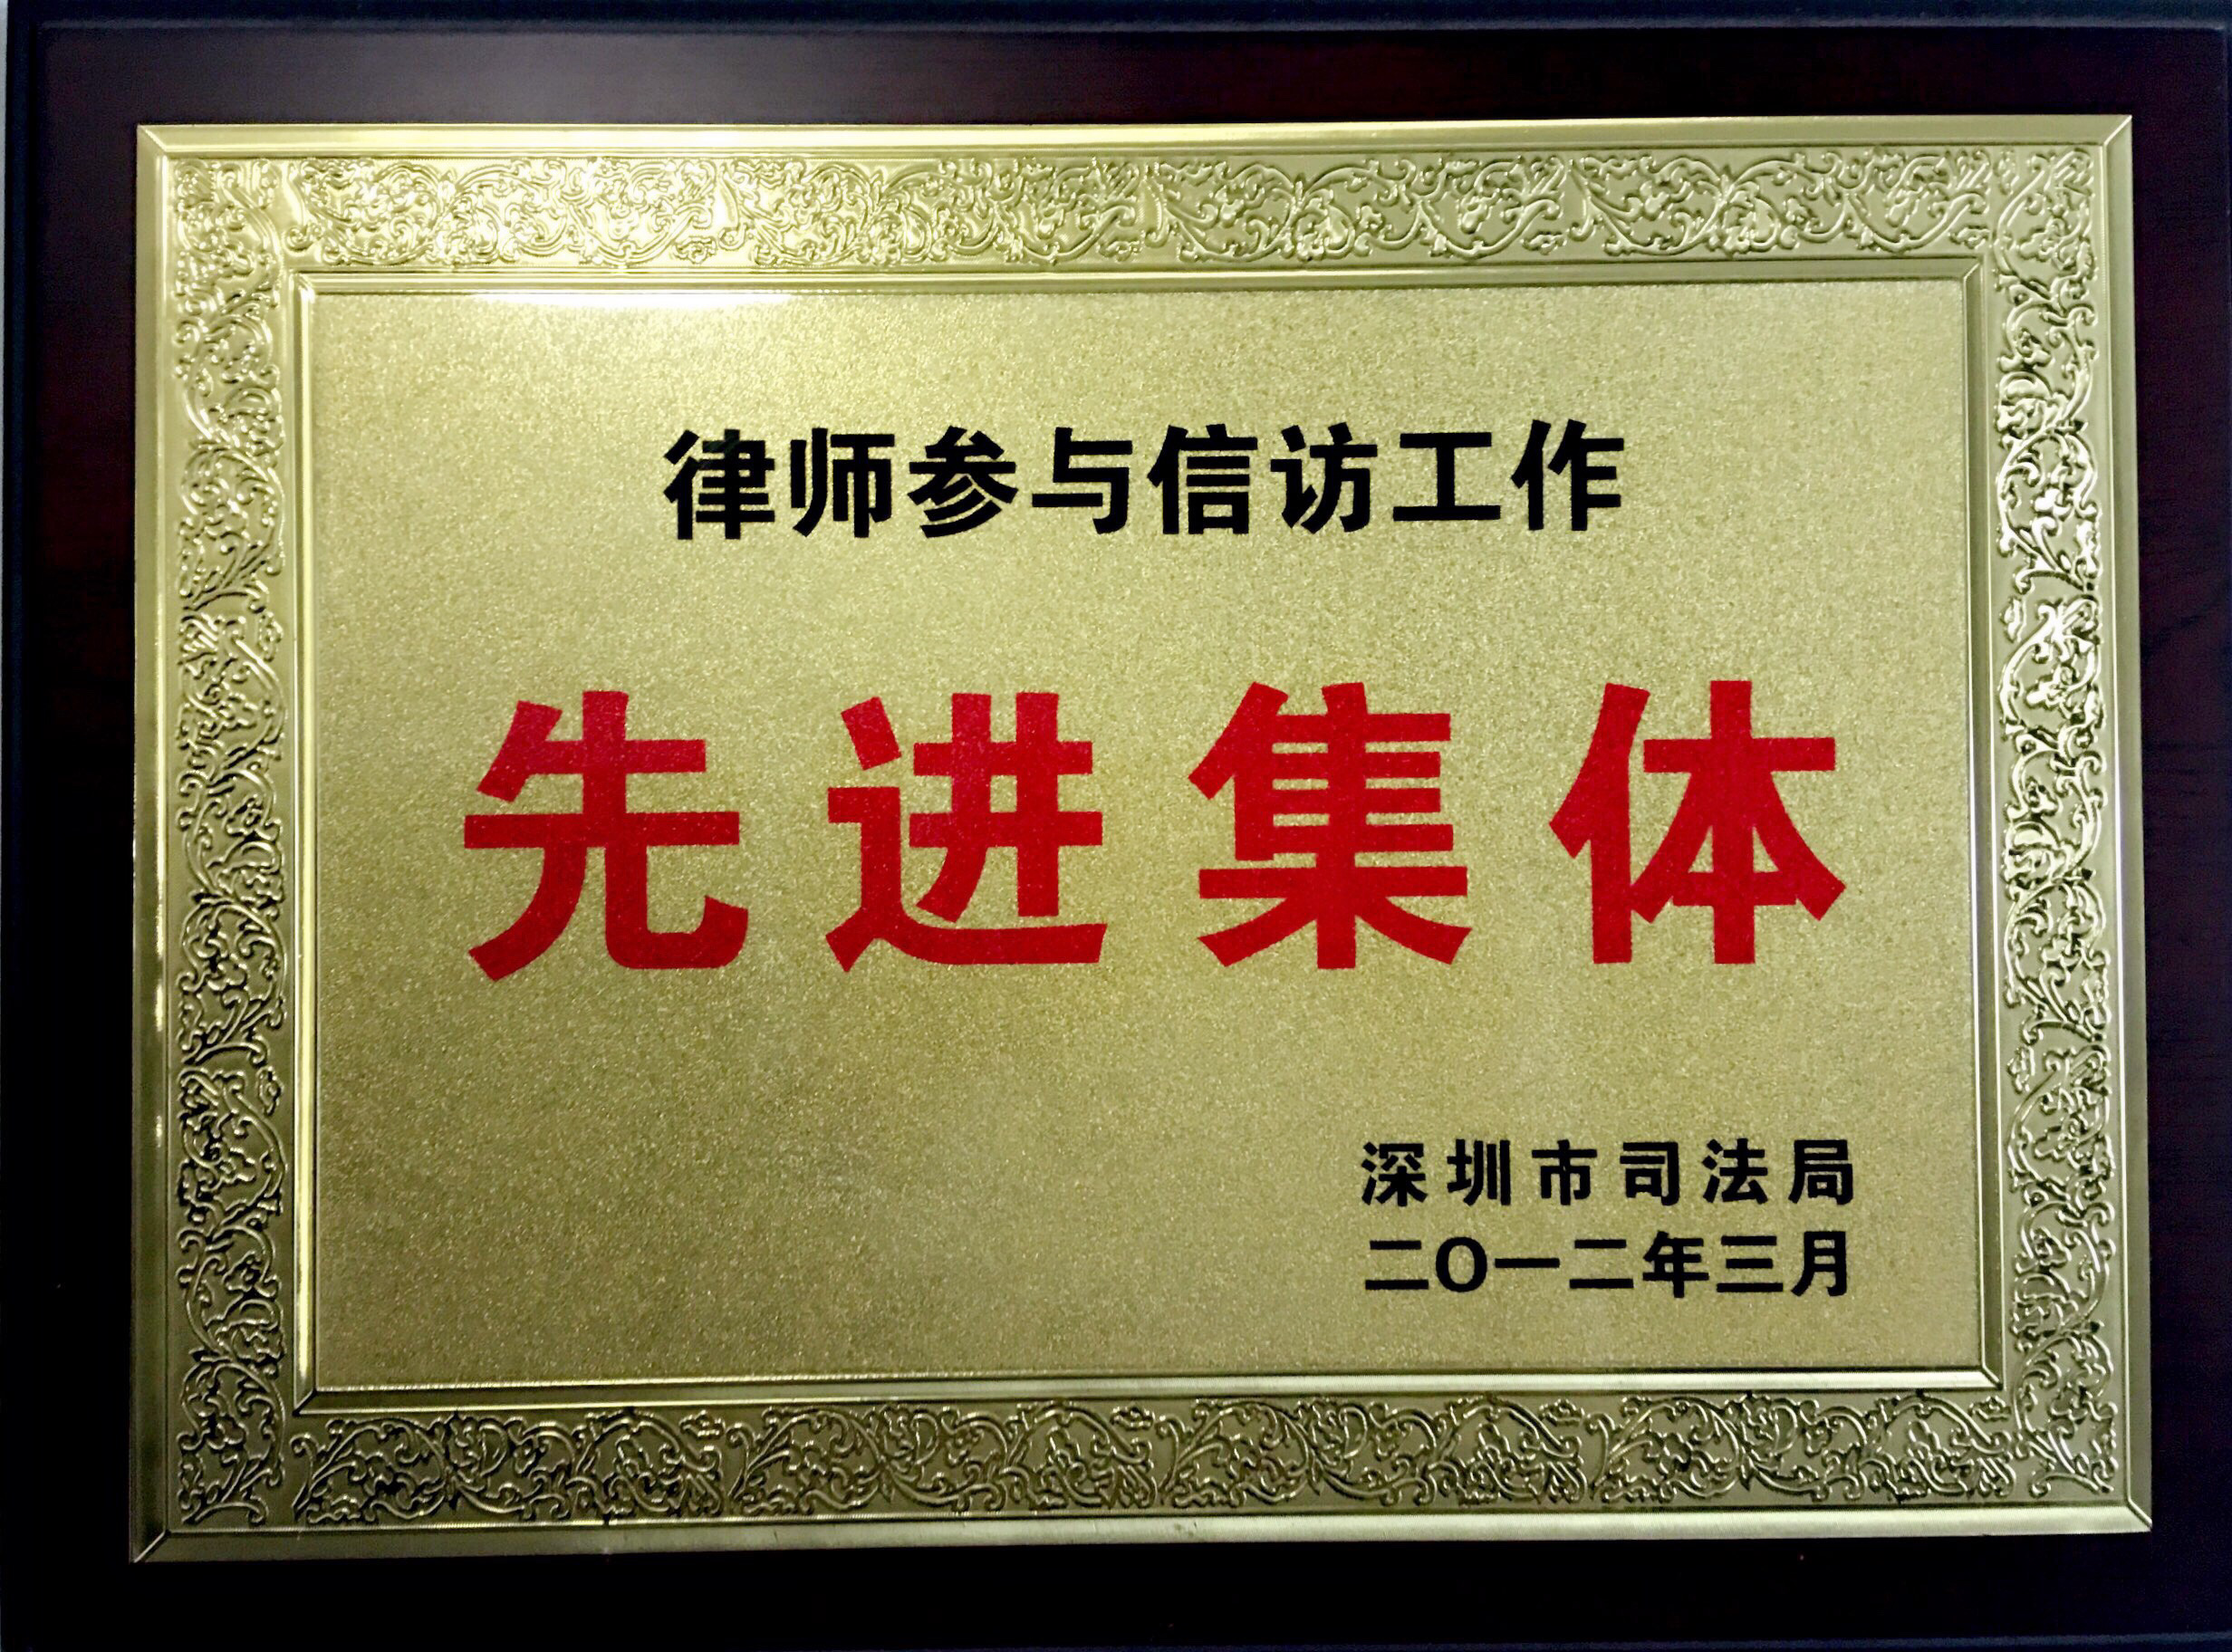 律师参与信访工作
先进集体
深圳市司法局
二〇一二年三月